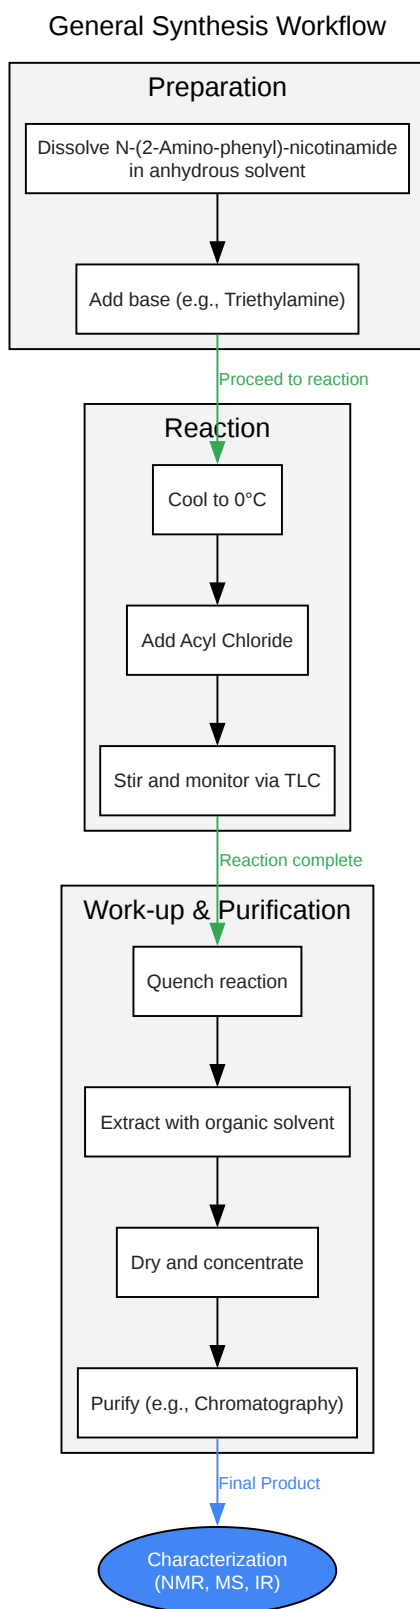 General Synthesis Workflow
Preparation
Dissolve N-(2-Amino-phenyl)-nicotinamide
in anhydrous solvent
Add base (e.g., Triethylamine)
Proceed to reaction
Reaction
Cool to 0°C
Add Acyl Chloride
Stir and monitor via TLC
Reaction complete
Work-up & Purification
Quench reaction
Extract with organic solvent
Dry and concentrate
Purify (e.g., Chromatography)
Final Product
Characterization
(NMR, MS, IR)